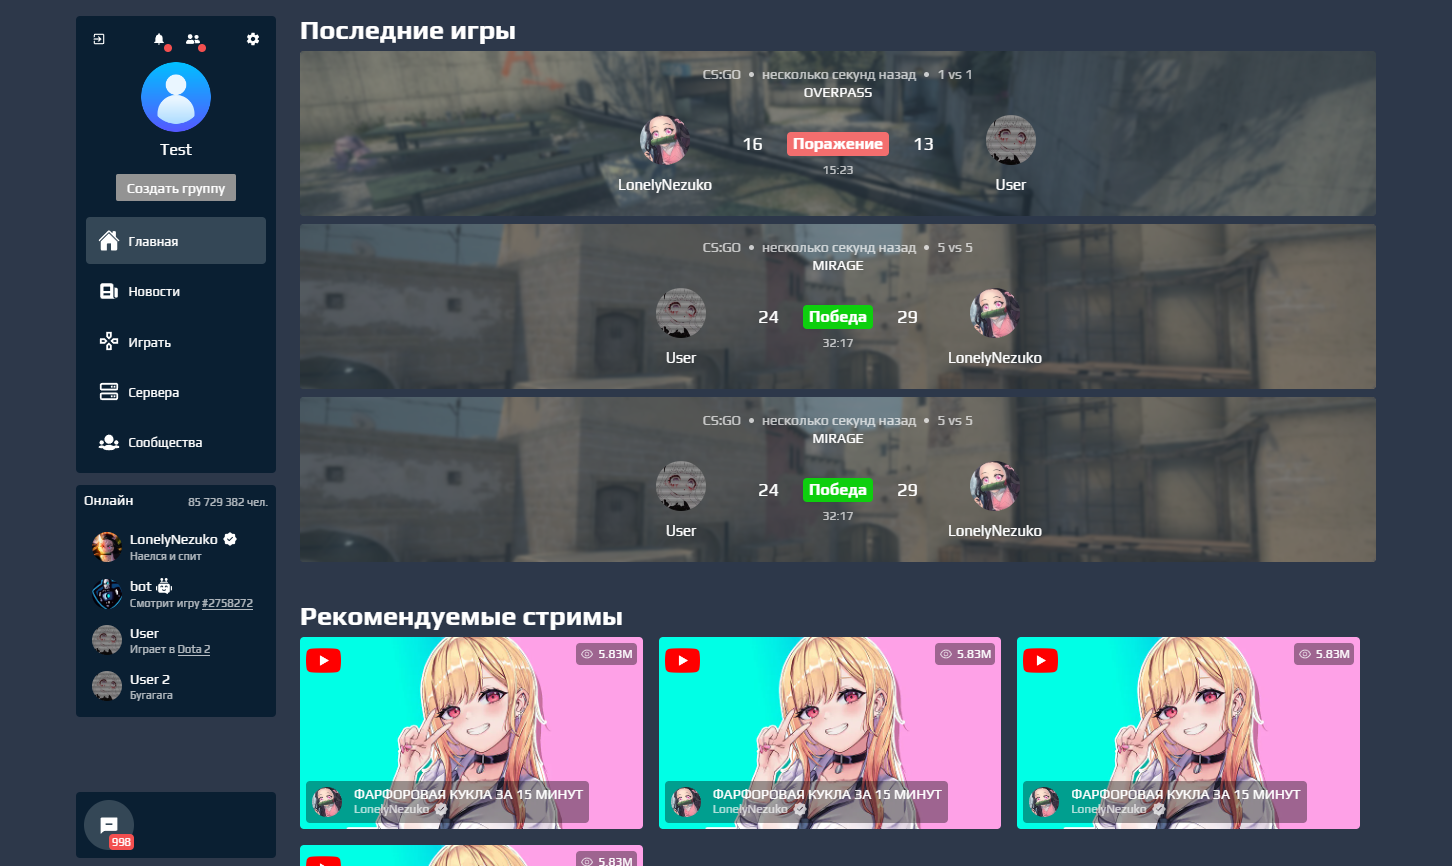 Test
Создать группу
Главная
Новости
Играть
Сервера
Сообщества
Онлайн 85 729 382 чел.
LonelyNezuko
Наелся и спит
bot
Смотрит игру #2758272
User
Играет в Dota 2
User 2
Бугагага
998
Последние игры
CS:GO • несколько секунд назад • 1 vs 1
OVERPASS
16 Поражение 13
15:23
LonelyNezuko User
CS:GO • несколько секунд назад • 5 vs 5
MIRAGE
24 Победа 29
32:17
User LonelyNezuko
CS:GO • несколько секунд назад • 5 vs 5
MIRAGE
24 Победа 29
32:17
User LonelyNezuko
Рекомендуемые стримы
5.83M 5.83M 5.83M
ФАРФОРОВАЯ КУКЛА ЗА 15 МИНУТ ФАРФОРОВАЯ КУКЛА ЗА 15 МИНУТ ФАРФОРОВАЯ КУКЛА ЗА 15 МИНУТ
LonelyNezuko LonelyNezuko LonelyNezuko
5.83M